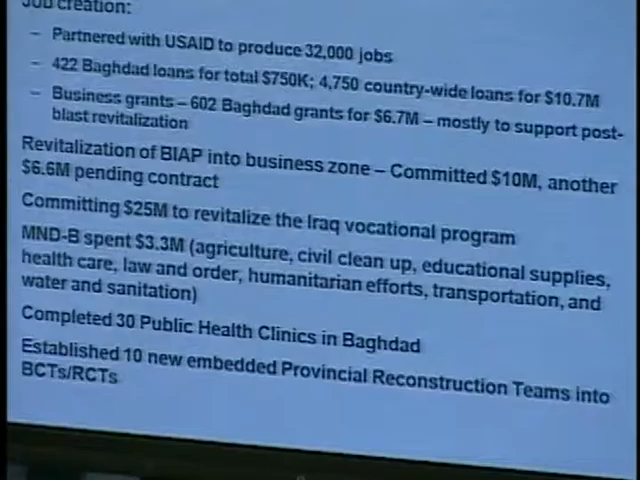 Job creation:
– Partnered with USAID to produce 32,000 jobs
– 422 Baghdad loans for total $750K; 4,750 country-wide loans for $10.7M
– Business grants – 602 Baghdad grants for $6.7M – mostly to support post-
blast revitalization
Revitalization of BIAP into business zone – Committed $10M, another
$6.6M pending contract
Committing $25M to revitalize the Iraq vocational program
MND-B spent $3.3M (agriculture, civil clean up, educational supplies,
health care, law and order, humanitarian efforts, transportation, and
water and sanitation)
Completed 30 Public Health Clinics in Baghdad
Established 10 new embedded Provincial Reconstruction Teams into
BCTs/RCTs